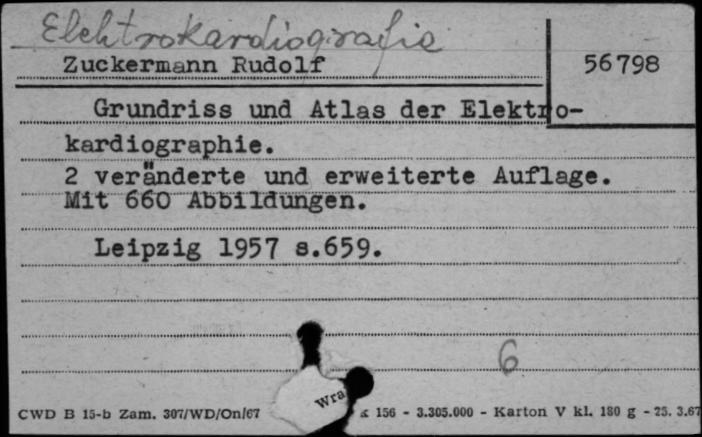 Elektrokardiografia
Zuckermann Rudolf
56798
Grundriss und Atlas der Elektro-
kardiographie.
2 veränderte und erweiterte Auflage.
Mit 660 Abbildungen.
Leipzig 1957 s.659.
6
CWD B 15-b Zam. 307/WD/On/67 Wra 156 - 3.305.000 - Karton V kl. 180 g - 25. 3.67